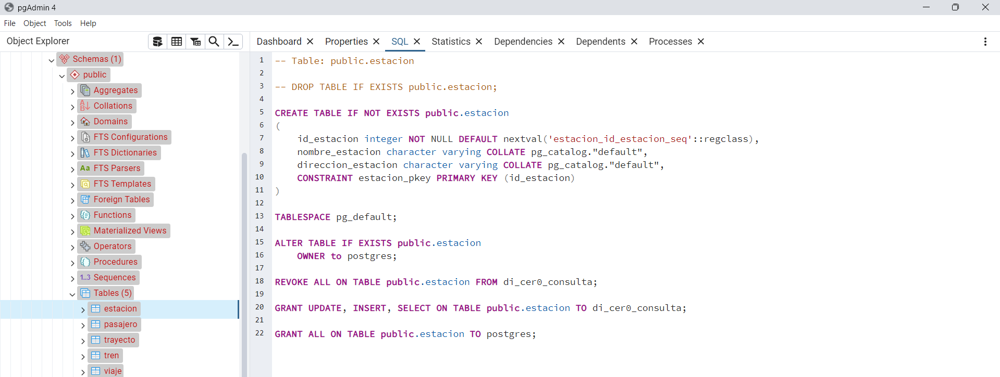 pgAdmin 4
File Object Tools Help
Object Explorer
Dashboard Properties SQL Statistics Dependencies Dependents Processes
Schemas (1)
public
Aggregates
Collations
Domains
FTS Configurations
FTS Dictionaries
Aa FTS Parsers
FTS Templates
Foreign Tables
Functions
Materialized Views
Operators
Procedures
1..3 Sequences
Tables (5)
estacion
pasajero
trayecto
tren
viaje
1 -- Table: public.estacion
2
3 -- DROP TABLE IF EXISTS public.estacion;
4
5 CREATE TABLE IF NOT EXISTS public.estacion
6 (
7 id_estacion integer NOT NULL DEFAULT nextval('estacion_id_estacion_seq'::regclass),
8 nombre_estacion character varying COLLATE pg_catalog."default",
9 direccion_estacion character varying COLLATE pg_catalog."default",
10 CONSTRAINT estacion_pkey PRIMARY KEY (id_estacion)
11 )
12
13 TABLESPACE pg_default;
14
15 ALTER TABLE IF EXISTS public.estacion
16 OWNER to postgres;
17
18 REVOKE ALL ON TABLE public.estacion FROM di_cer0_consulta;
19
20 GRANT UPDATE, INSERT, SELECT ON TABLE public.estacion TO di_cer0_consulta;
21
22 GRANT ALL ON TABLE public.estacion TO postgres;